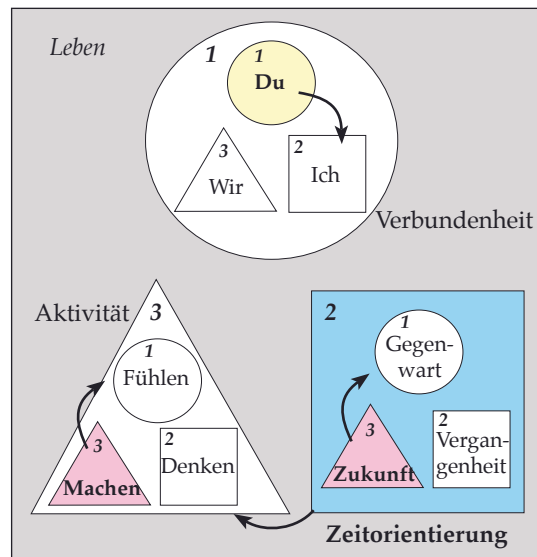 Leben
1
1
Du
3
Wir
2
Ich
Verbundenheit
Aktivität
3
1
Fühlen
3
Machen
2
Denken
2
1
Gegen-
wart
3
Zukunft
2
Vergan-
genheit
Zeitorientierung